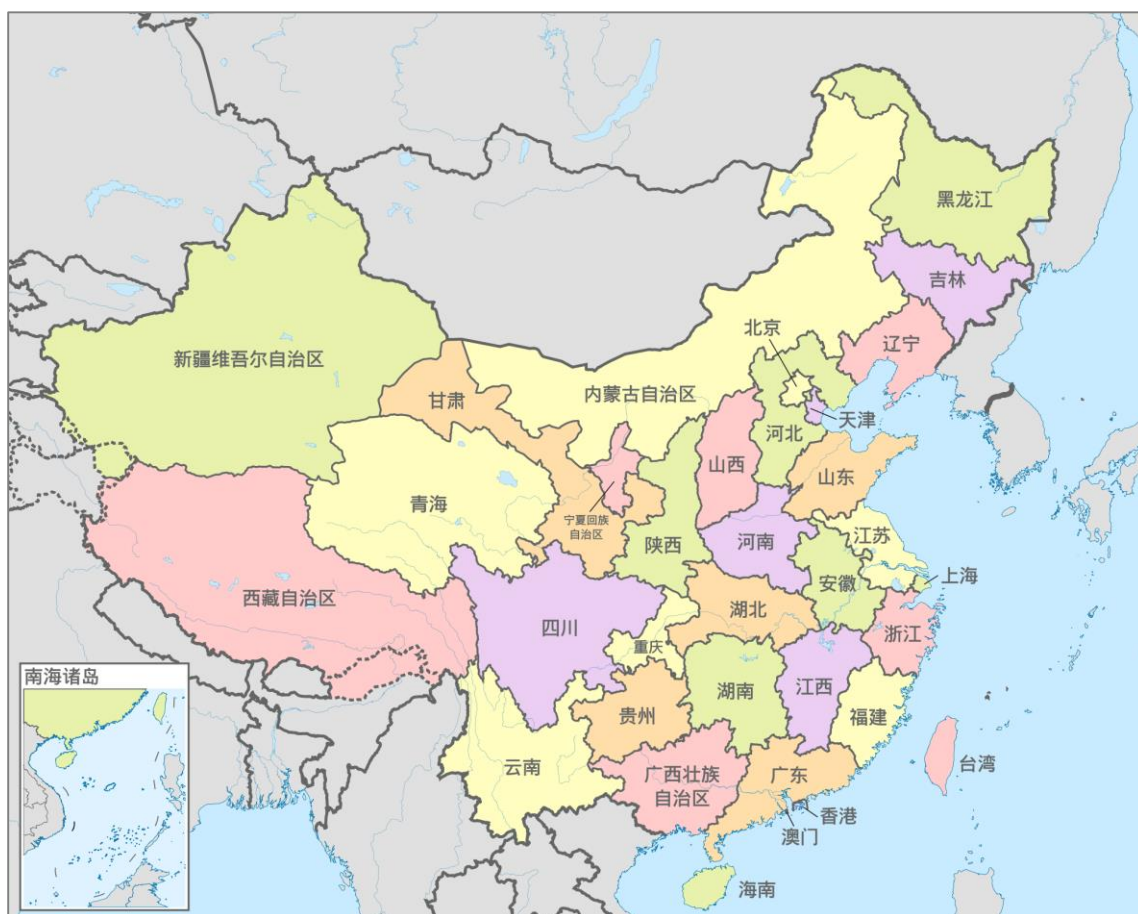 黑龙江
吉林
辽宁
北京
新疆维吾尔自治区
内蒙古自治区
甘肃
天津
河北
山西
山东
青海
宁夏回族
自治区
陕西
河南
江苏
安徽
上海
西藏自治区
湖北
四川
浙江
重庆
南海诸岛
湖南
江西
福建
贵州
云南
广西壮族
自治区
广东
台湾
香港
澳门
海南